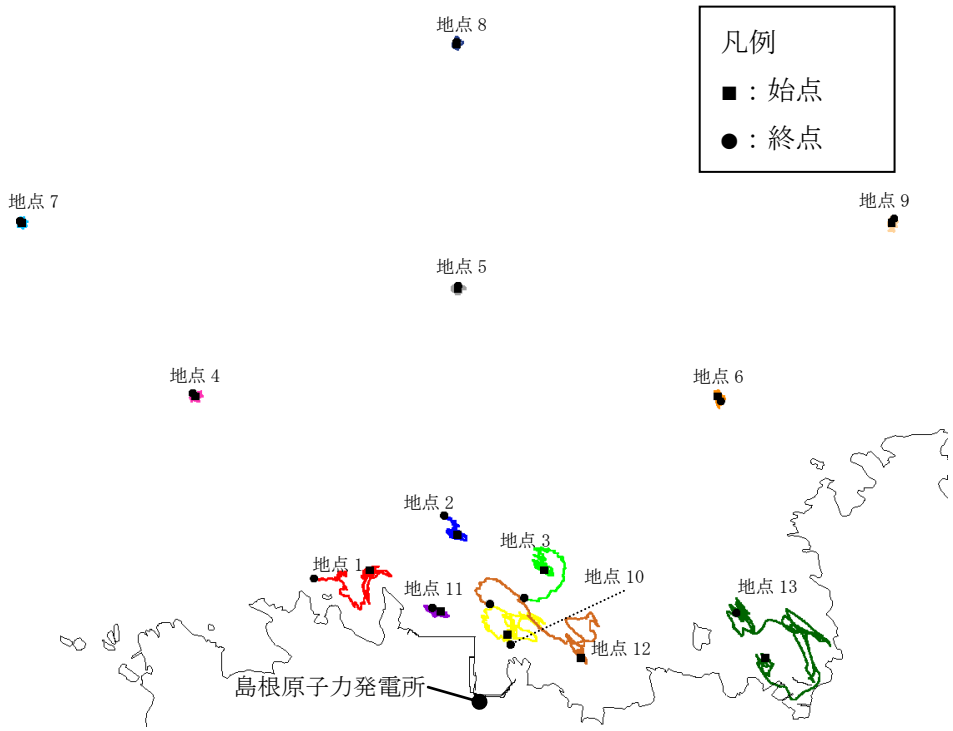 地点 8
凡例
■：始点
●：終点
地点 7
地点 9
地点 5
地点 4
地点 6
地点 2
地点 3
地点 1
地点 10
地点 11
地点 13
地点 12
島根原子力発電所